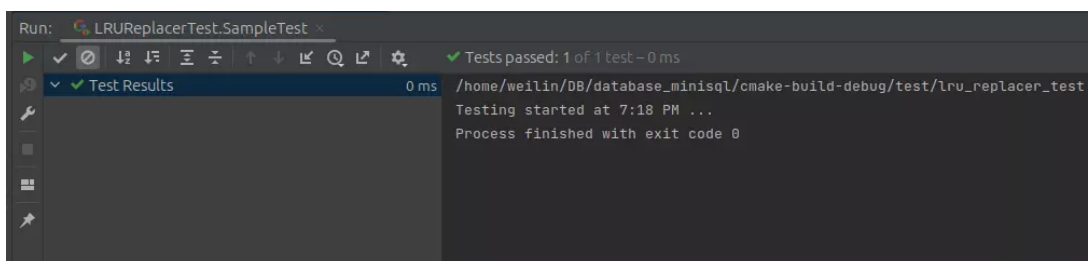 Run: LRUReplacerTest.SampleTest ×
Tests passed: 1 of 1 test – 0 ms
Test Results 0 ms
/home/weilin/DB/database_minisql/cmake-build-debug/test/lru_replacer_test
Testing started at 7:18 PM ...
Process finished with exit code 0